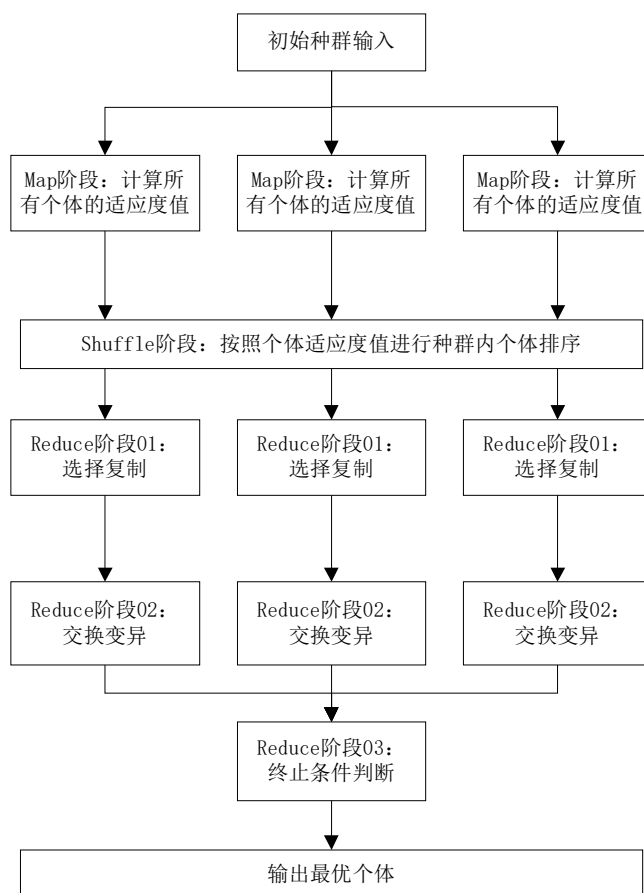 初始种群输入
Map阶段：计算所
有个体的适应度值
Map阶段：计算所
有个体的适应度值
Map阶段：计算所
有个体的适应度值
Shuffle阶段：按照个体适应度值进行种群内个体排序
Reduce阶段01：
选择复制
Reduce阶段01：
选择复制
Reduce阶段01：
选择复制
Reduce阶段02：
交换变异
Reduce阶段02：
交换变异
Reduce阶段02：
交换变异
Reduce阶段03：
终止条件判断
输出最优个体